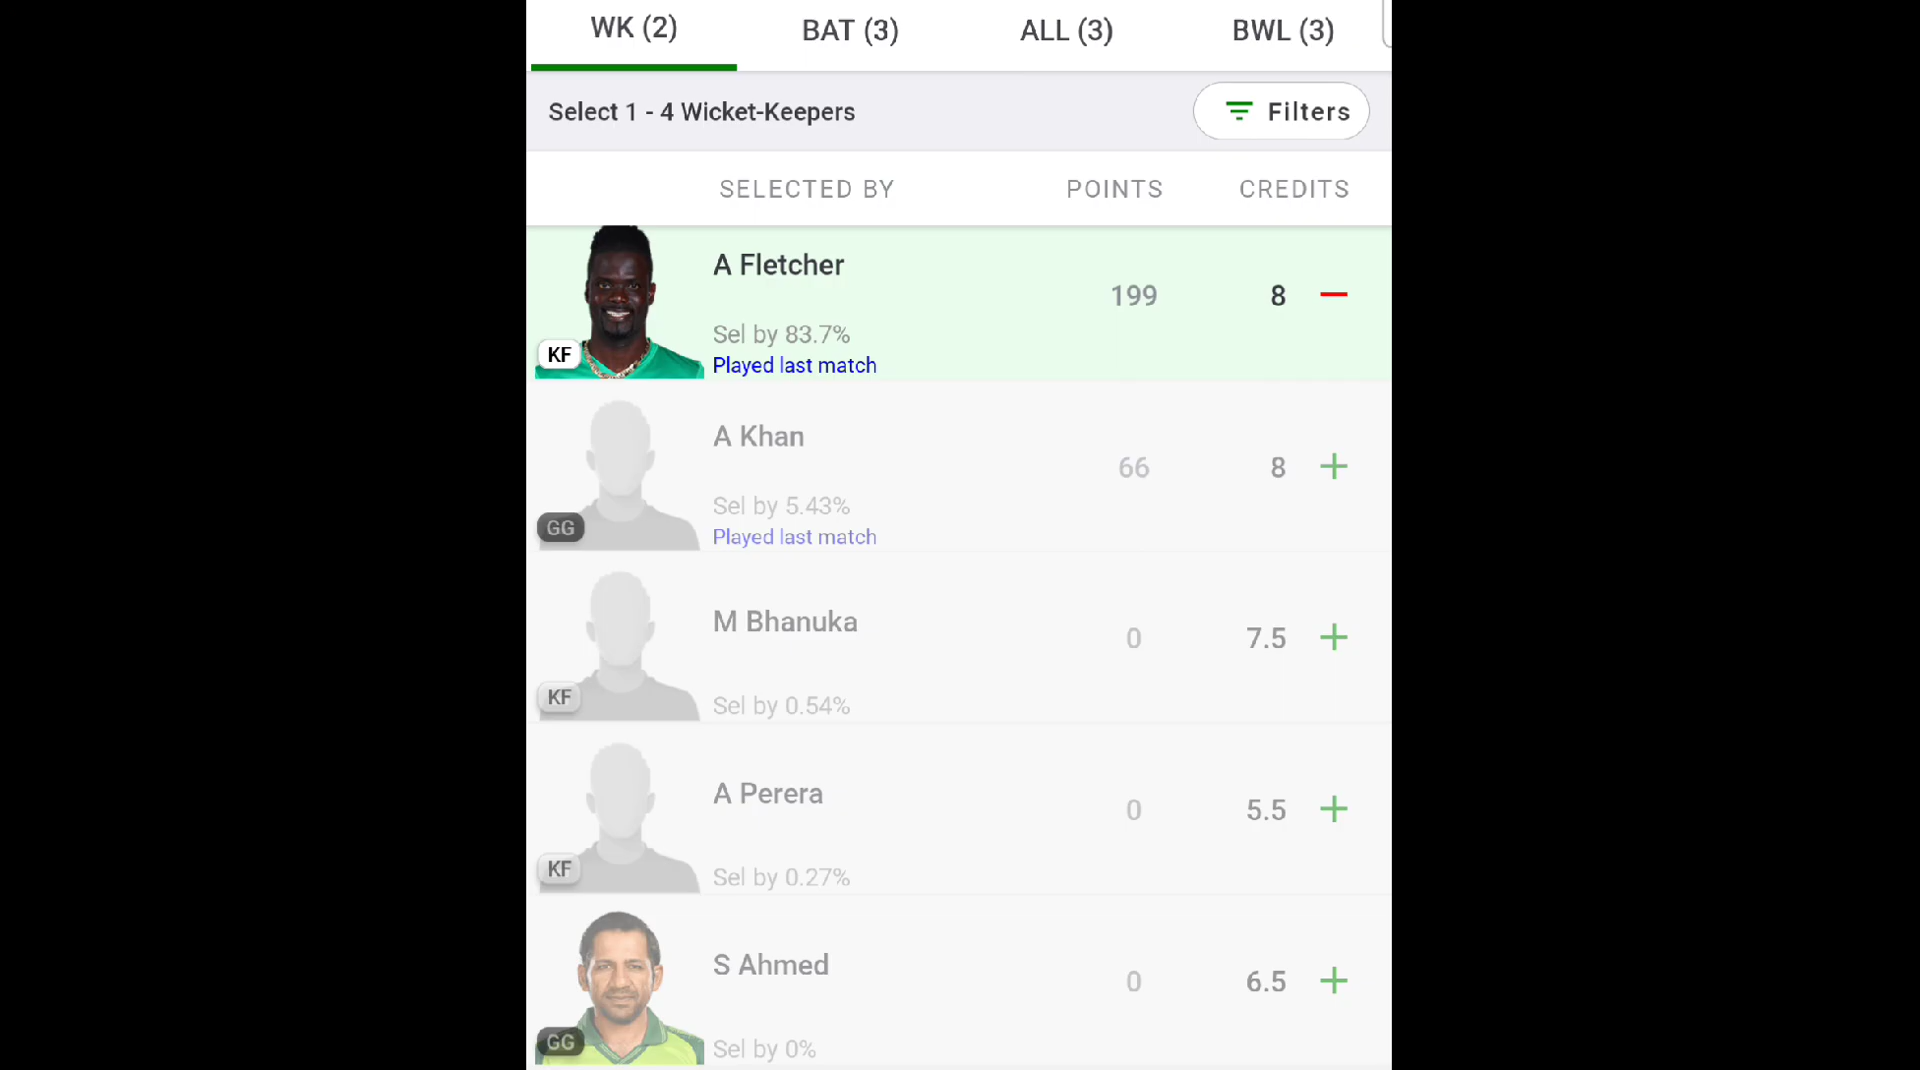 WK (2) BAT (3) ALL (3) BWL (3)
Select 1 - 4 Wicket-Keepers Filters
SELECTED BY POINTS CREDITS
A Fletcher
199 8
Sel by 83.7%
KF
Played last match
A Khan
66 8
Sel by 5.43%
GG
Played last match
M Bhanuka
0 7.5
KF
Sel by 0.54%
A Perera
0 5.5
KF
Sel by 0.27%
S Ahmed
0 6.5
GG
Sel by 0%